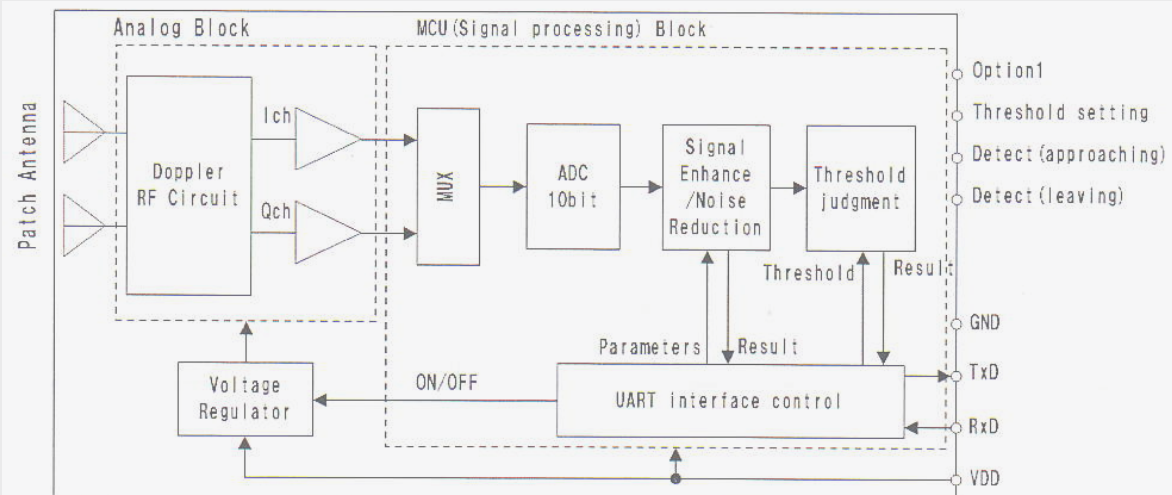 Analog Block
MCU(Signal processing) Block
Patch Antenna
Doppler
RF Circuit
Ich
Qch
MUX
ADC
10bit
Signal
Enhance
/Noise
Reduction
Threshold
judgment
Option1
Threshold setting
Detect(approaching)
Detect(leaving)
Threshold
Result
GND
Parameters
Result
Voltage
Regulator
ON/OFF
UART interface control
TxD
RxD
VDD